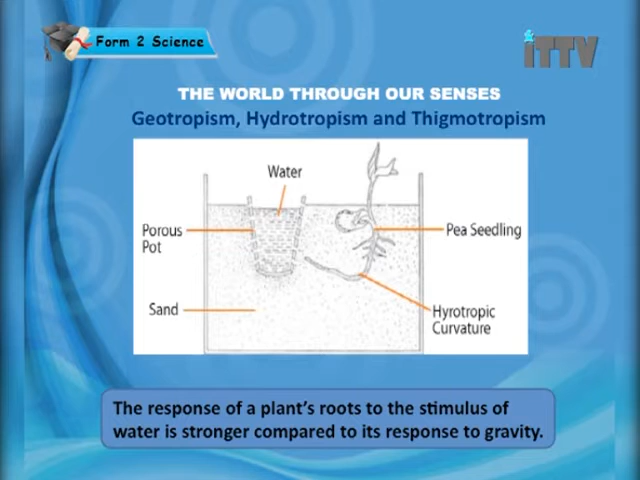 Form 2 Science
iTTV
THE WORLD THROUGH OUR SENSES
Geotropism, Hydrotropism and Thigmotropism
Water
Porous
Pot
Pea Seedling
Sand
Hyrotropic
Curvature
The response of a plant's roots to the stimulus of
water is stronger compared to its response to gravity.